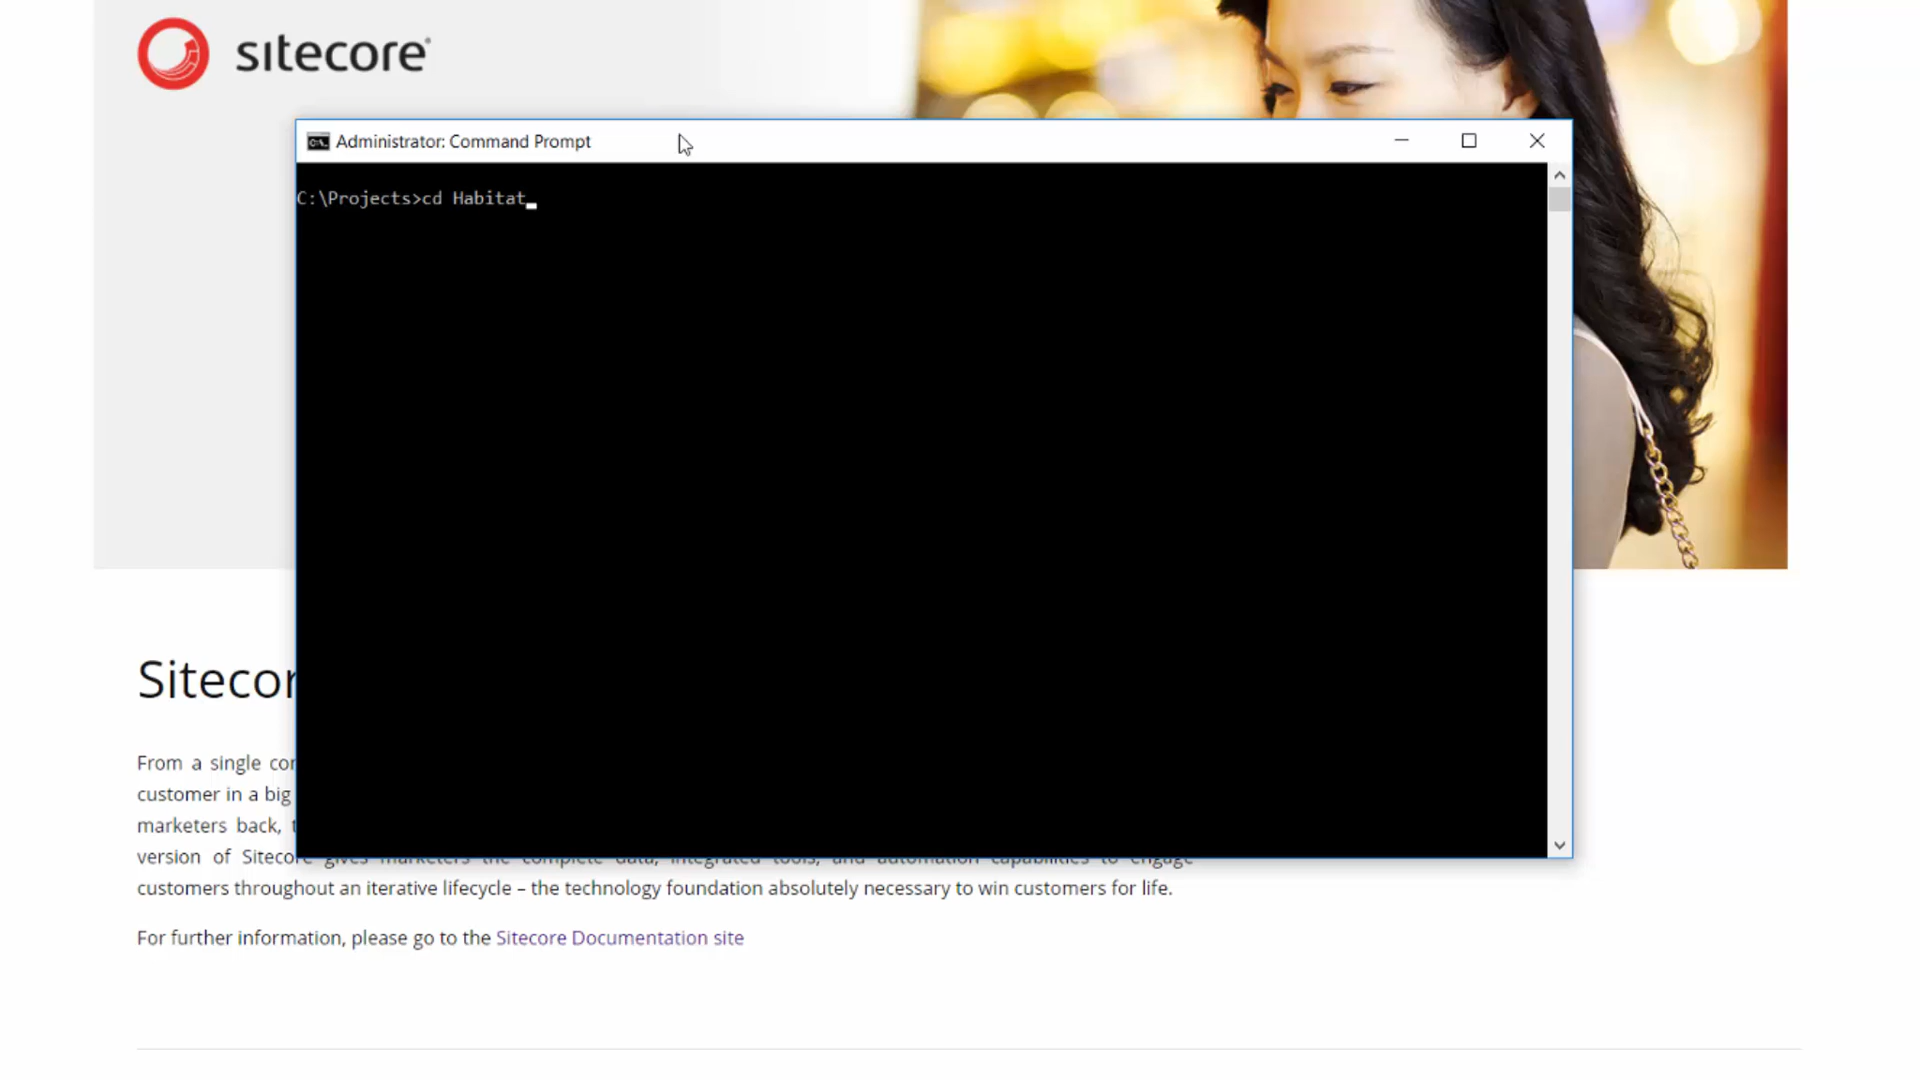 sitecore
Administrator: Command Prompt
C:\Projects>cd Habitat
Sitecor
From a single cor
customer in a big
marketers back, t
version of Sitecore gives marketers the complete data, integrated tools, and automation capabilities to engage
customers throughout an iterative lifecycle – the technology foundation absolutely necessary to win customers for life.
For further information, please go to the Sitecore Documentation site